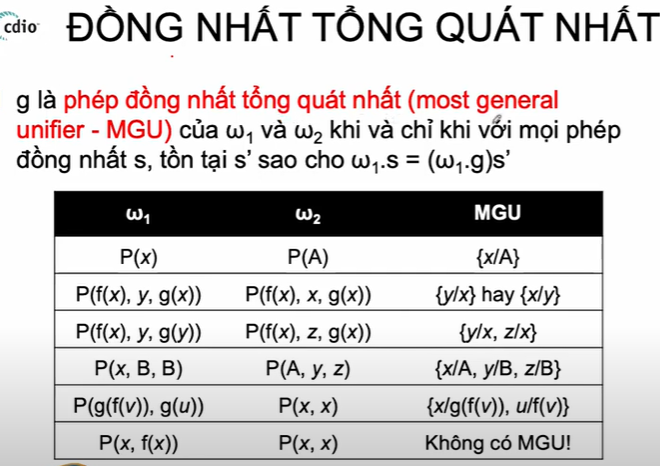 cdio
ĐỒNG NHẤT TỔNG QUÁT NHẤT
g là phép đồng nhất tổng quát nhất (most general
unifier - MGU) của ω₁ và ω₂ khi và chỉ khi với mọi phép
đồng nhất s, tồn tại s’ sao cho ω₁.s = (ω₁.g)s’
ω₁ ω₂ MGU
P(x) P(A) {x/A}
P(f(x), y, g(x)) P(f(x), x, g(x)) {y/x} hay {x/y}
P(f(x), y, g(y)) P(f(x), z, g(x)) {y/x, z/x}
P(x, B, B) P(A, y, z) {x/A, y/B, z/B}
P(g(f(v)), g(u)) P(x, x) {x/g(f(v)), u/f(v)}
P(x, f(x)) P(x, x) Không có MGU!